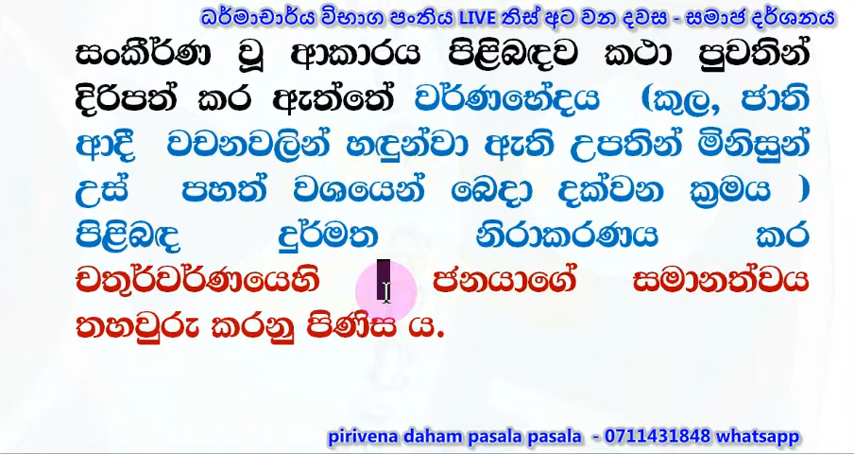 ධර්මාචාර්ය විභාග පංතිය LIVE තිස් අට වන දවස - සමාජ දර්ශනය
සංකීර්ණ වූ ආකාරය පිළිබඳව කථා පුවතින්
දිරිපත් කර ඇත්තේ වර්ණභේදය (කුල, ජාති
ආදී වචනවලින් හඳුන්වා ඇති උපතින් මිනිසුන්
උස් පහත් වශයෙන් බෙදා දක්වන ක්‍රමය )
පිළිබඳ දුර්මත නිරාකරණය කර
චතුර්වර්ණයෙහි ජනයාගේ සමානත්වය
තහවුරු කරනු පිණිස ය.
pirivena daham pasala pasala - 0711431848 whatsapp